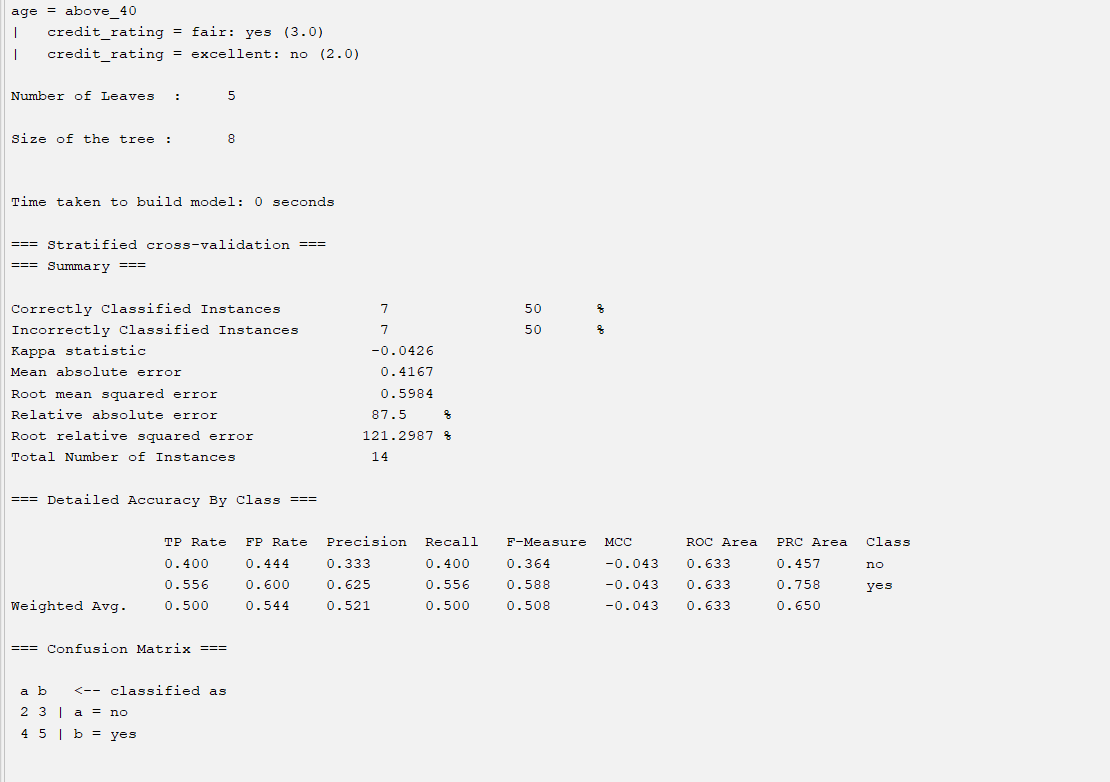 age = above_40
|   credit_rating = fair: yes (3.0)
|   credit_rating = excellent: no (2.0)
Number of Leaves  :     5
Size of the tree :      8
Time taken to build model: 0 seconds
=== Stratified cross-validation ===
=== Summary ===
Correctly Classified Instances           7               50      %
Incorrectly Classified Instances         7               50      %
Kappa statistic                         -0.0426
Mean absolute error                      0.4167
Root mean squared error                  0.5984
Relative absolute error                 87.5    %
Root relative squared error            121.2987 %
Total Number of Instances               14
=== Detailed Accuracy By Class ===
                 TP Rate  FP Rate  Precision  Recall   F-Measure  MCC      ROC Area  PRC Area  Class
                 0.400    0.444    0.333      0.400    0.364      -0.043   0.633     0.457     no
                 0.556    0.600    0.625      0.556    0.588      -0.043   0.633     0.758     yes
Weighted Avg.    0.500    0.544    0.521      0.500    0.508      -0.043   0.633     0.650
=== Confusion Matrix ===
 a b   <-- classified as
 2 3 | a = no
 4 5 | b = yes